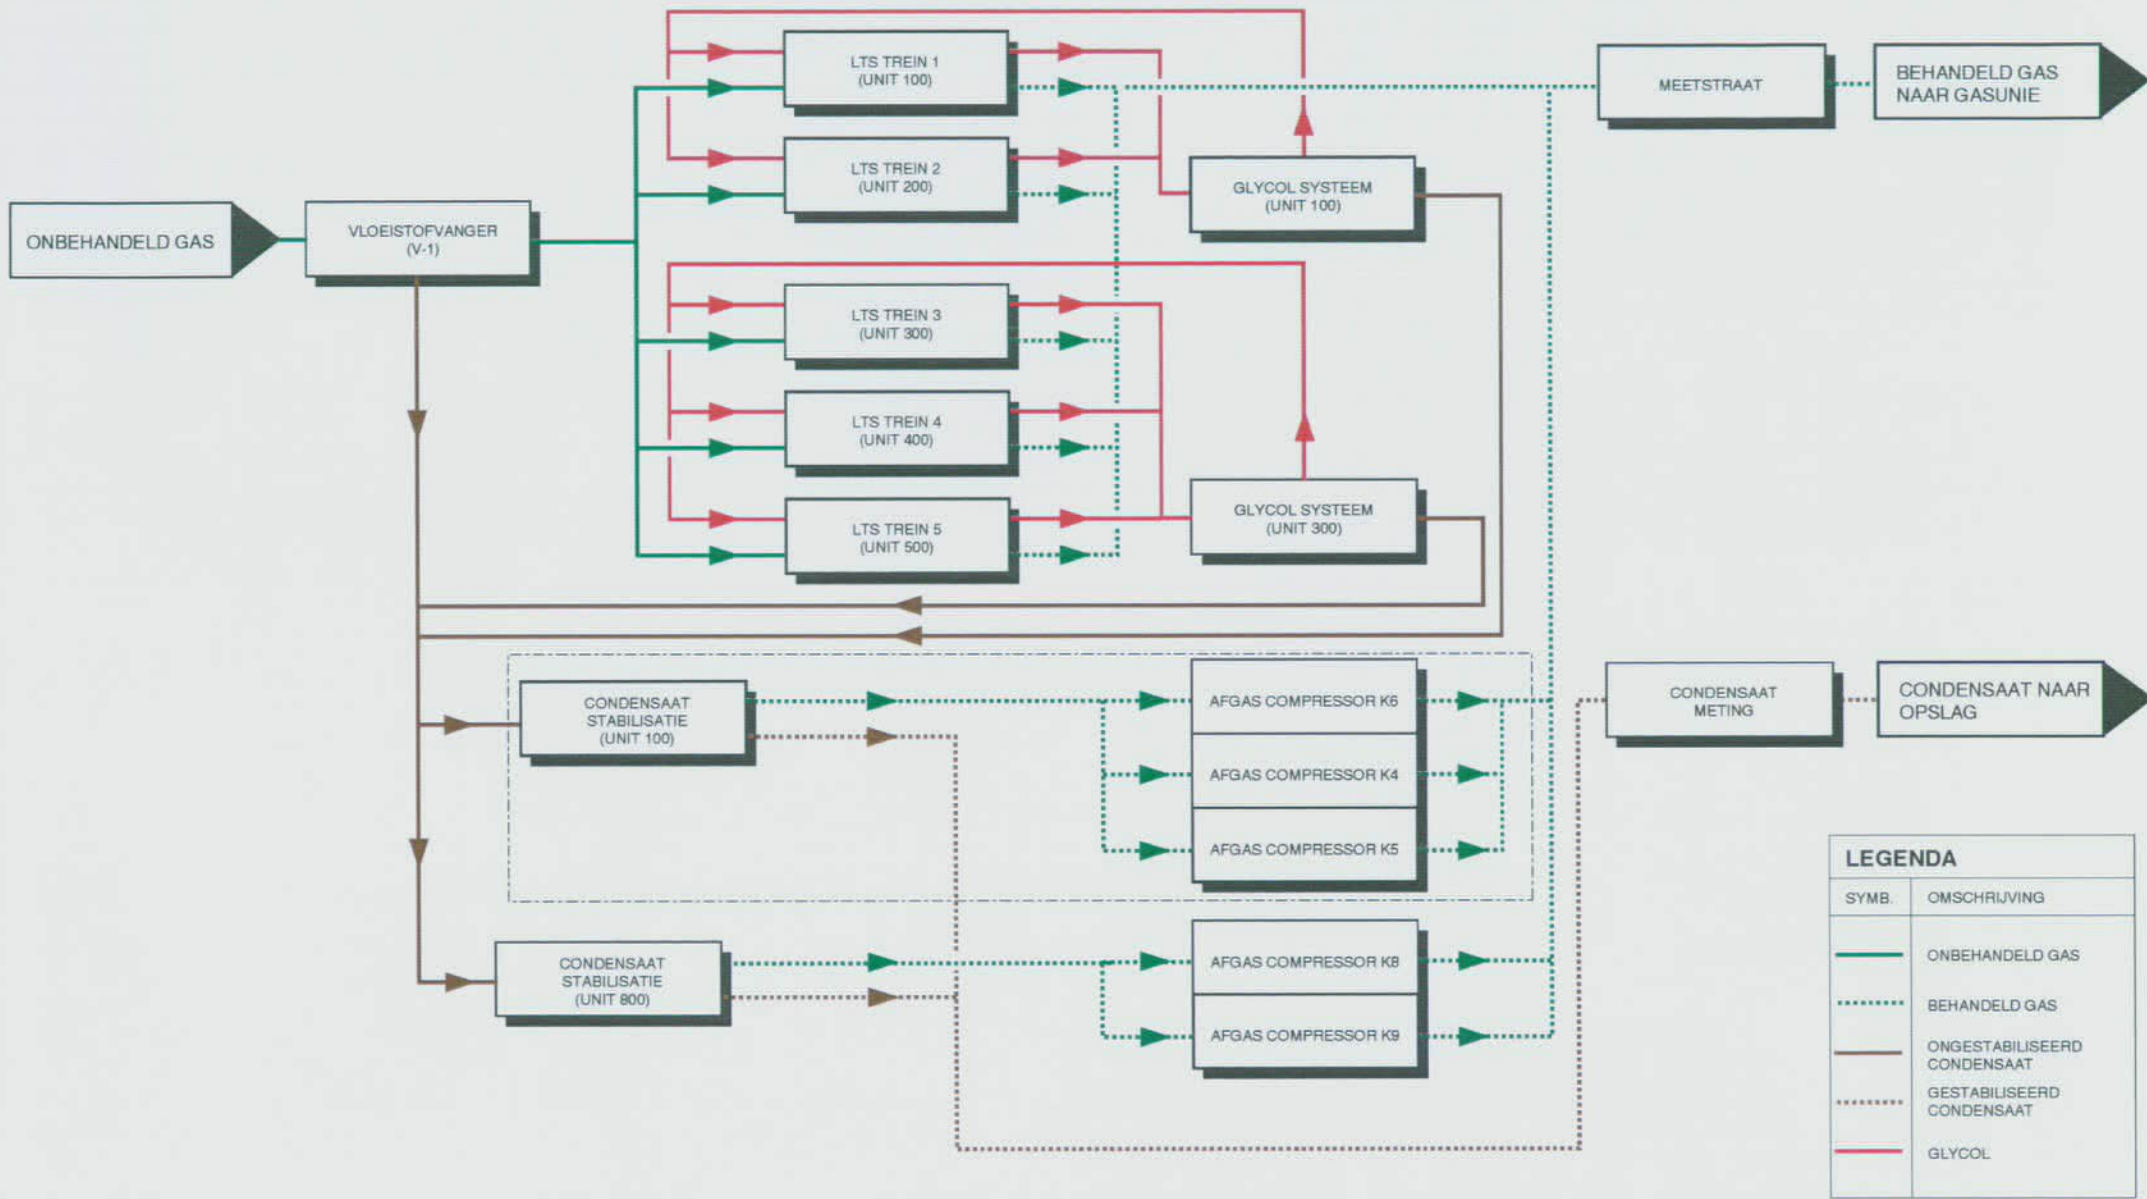 LTS TREIN 1
(UNIT 100)
MEETSTRAAT
BEHANDELD GAS
NAAR GASUNIE
LTS TREIN 2
(UNIT 200)
GLYCOL SYSTEEM
(UNIT 100)
ONBEHANDELD GAS
VLOEISTOFVANGER
(V-1)
LTS TREIN 3
(UNIT 300)
LTS TREIN 4
(UNIT 400)
LTS TREIN 5
(UNIT 500)
GLYCOL SYSTEEM
(UNIT 300)
CONDENSAAT
STABILISATIE
(UNIT 100)
AFGAS COMPRESSOR K6
AFGAS COMPRESSOR K4
AFGAS COMPRESSOR K5
CONDENSAAT
METING
CONDENSAAT NAAR
OPSLAG
CONDENSAAT
STABILISATIE
(UNIT 800)
AFGAS COMPRESSOR K8
AFGAS COMPRESSOR K9
LEGENDA
SYMB. OMSCHRIJVING
ONBEHANDELD GAS
BEHANDELD GAS
ONGESTABILISEERD
CONDENSAAT
GESTABILISEERD
CONDENSAAT
GLYCOL